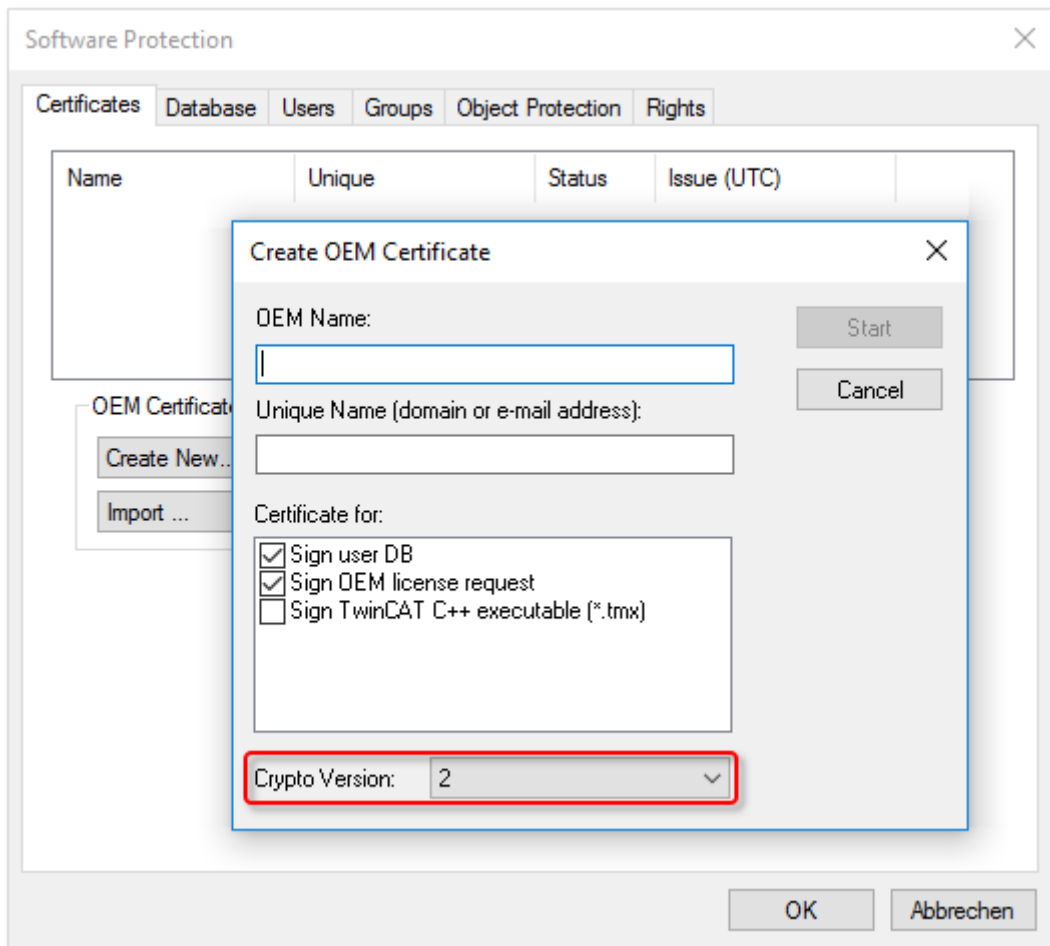 Software Protection
Certificates Database Users Groups Object Protection Rights
Name Unique Status Issue (UTC)
Create OEM Certificate
OEM Name:
Start
Cancel
OEM Certificat
Unique Name (domain or e-mail address):
Create New..
Import ...
Certificate for:
Sign user DB
Sign OEM license request
Sign TwinCAT C++ executable (*.tmx)
Crypto Version: 2
OK Abbrechen